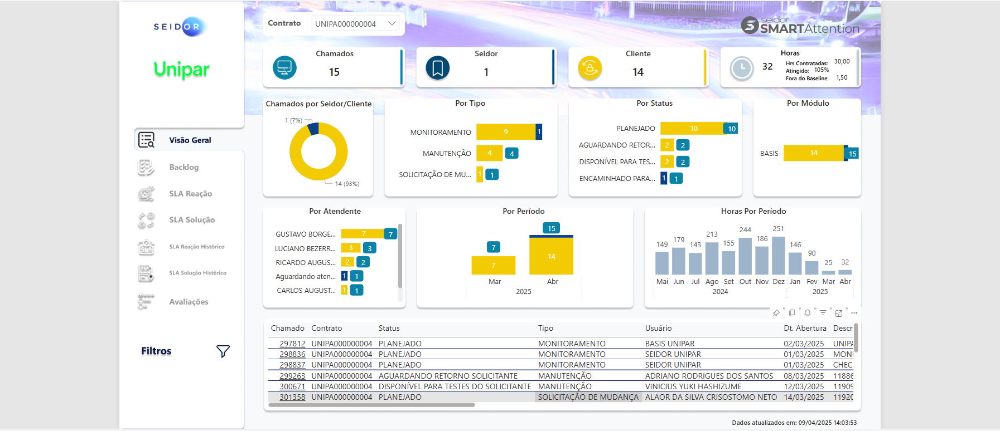 SEIDOR
Unipar
Contrato
UNIPA000000004
seidor
SMARTAttention
Chamados
15
Seidor
1
Cliente
14
Horas
32
Hrs Contratadas: 30,00
Atingido: 105%
Fora do Baseline: 1,50
Chamados por Seidor/Cliente
1 (7%)
14 (93%)
Por Tipo
MONITORAMENTO 9 1
MANUTENÇÃO 4 4
SOLICITAÇÃO DE MU... 1 1
Por Status
PLANEJADO 10 10
AGUARDANDO RETOR... 2 2
DISPONÍVEL PARA TES... 2 2
ENCAMINHADO PARA... 1 1
Por Módulo
BASIS 14 15
Visão Geral
Backlog
SLA Reação
SLA Solução
SLA Reação Histórico
SLA Solução Histórico
Avaliações
Filtros
Por Atendente
GUSTAVO BORGE... 7 7
LUCIANO BEZERR... 3 3
RICARDO AUGUS... 2 2
Aguardando aten... 1 1
CARLOS AUGUST... 1 1
Por Período
7 15
7 14
Mar Abr
2025
Horas Por Período
149 179 143 213 155 244 186 251 146 90 25 32
Mai Jun Jul Ago Set Out Nov Dez Jan Fev Mar Abr
2024 2025
Chamado Contrato Status Tipo Usuário Dt. Abertura Descr
297812 UNIPA000000004 PLANEJADO MONITORAMENTO BASIS UNIPAR 02/03/2025 UNIPA
298836 UNIPA000000004 PLANEJADO MONITORAMENTO SEIDOR UNIPAR 01/03/2025 MONI
298837 UNIPA000000004 PLANEJADO MONITORAMENTO SEIDOR UNIPAR 01/03/2025 CHEC
299263 UNIPA000000004 AGUARDANDO RETORNO SOLICITANTE MANUTENÇÃO ADRIANO RODRIGUES DOS SANTOS 08/03/2025 11886
300671 UNIPA000000004 DISPONÍVEL PARA TESTES DO SOLICITANTE MANUTENÇÃO VINICIUS YUKI HASHIZUME 12/03/2025 11909
301358 UNIPA000000004 PLANEJADO SOLICITAÇÃO DE MUDANÇA ALAOR DA SILVA CRISOSTOMO NETO 14/03/2025 11920
Dados atualizados em: 09/04/2025 14:03:53